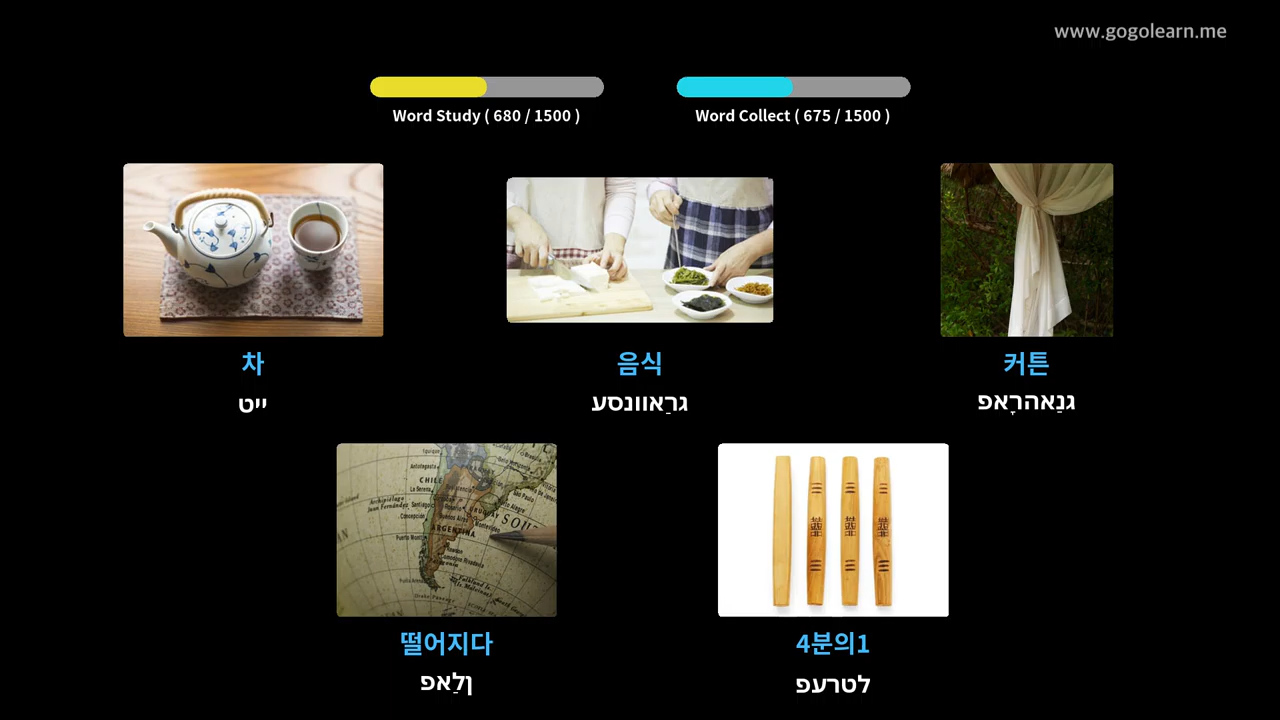 www.gogolearn.me
Word Study ( 680 / 1500 )
Word Collect ( 675 / 1500 )
차
ייט
음식
גרַאוונסע
커튼
גנַאהרָאפ
떨어지다
ןלַאפ
4분의1
לטרעפ